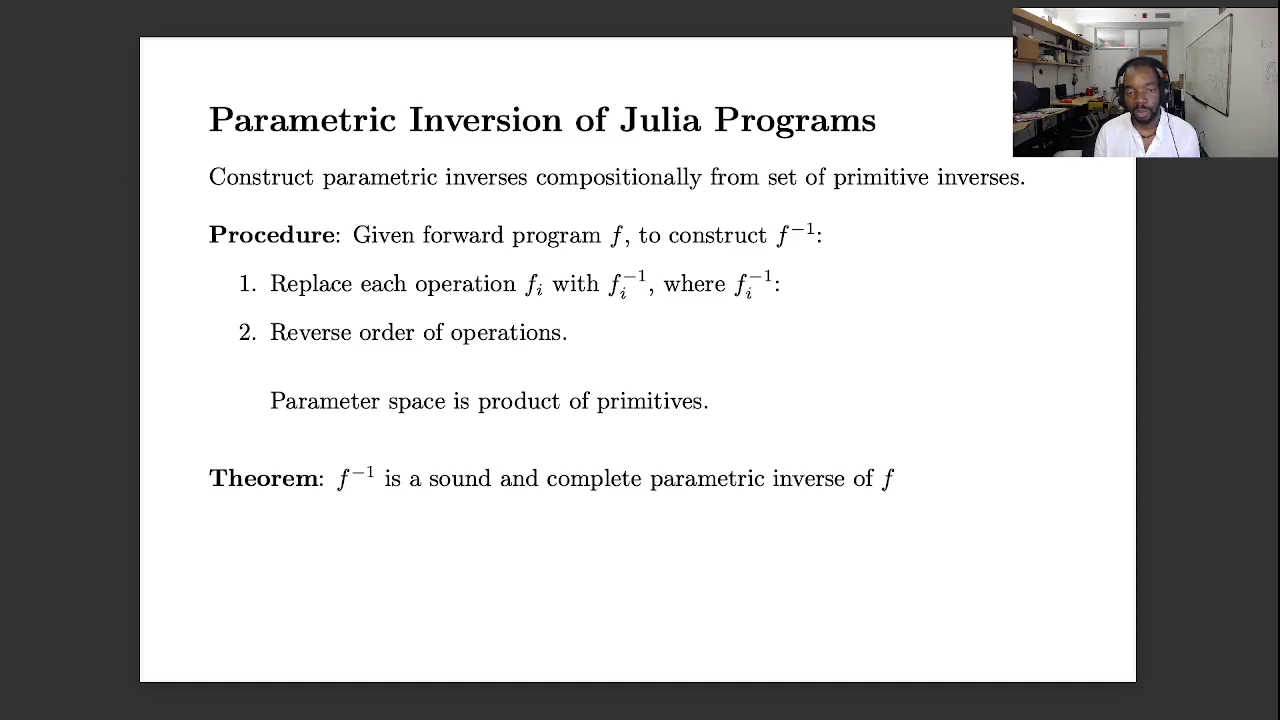 Parametric Inversion of Julia Programs
Construct parametric inverses compositionally from set of primitive inverses.
Procedure: Given forward program f, to construct f⁻¹:
1. Replace each operation fᵢ with fᵢ⁻¹, where fᵢ⁻¹:
2. Reverse order of operations.
Parameter space is product of primitives.
Theorem: f⁻¹ is a sound and complete parametric inverse of f